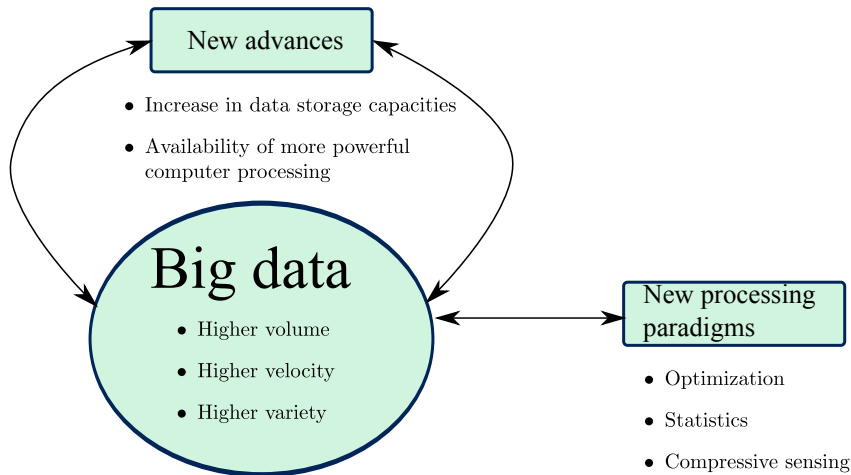 New advances
• Increase in data storage capacities
• Availability of more powerful
computer processing
Big data
• Higher volume
• Higher velocity
• Higher variety
New processing
paradigms
• Optimization
• Statistics
• Compressive sensing